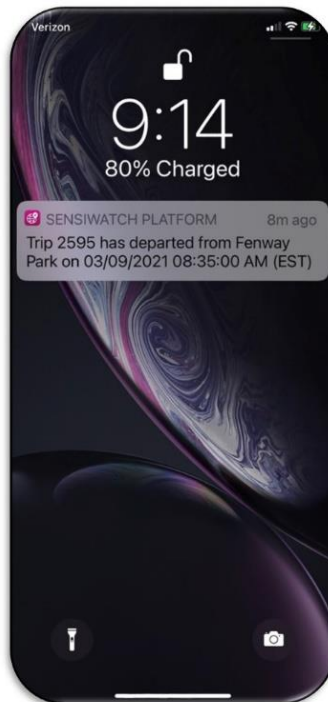 Verizon
9:14
80% Charged
SENSIWATCH PLATFORM 8m ago
Trip 2595 has departed from Fenway
Park on 03/09/2021 08:35:00 AM (EST)